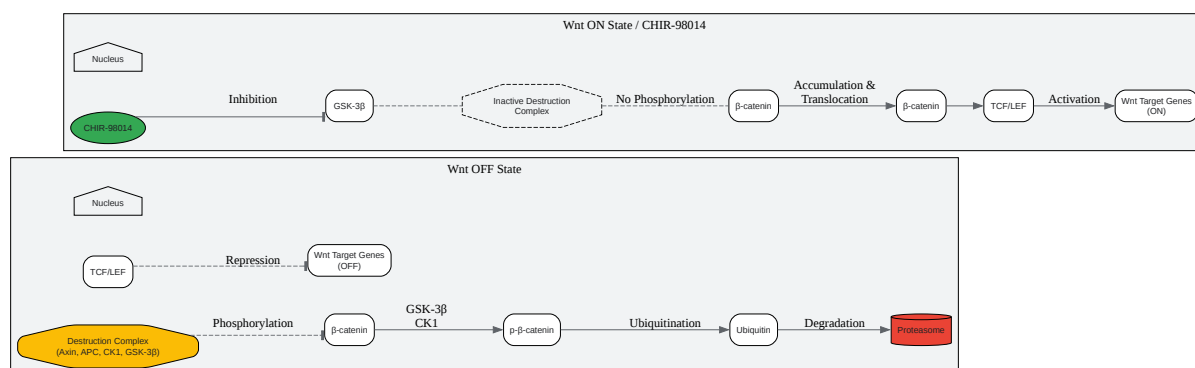 Wnt ON State / CHIR-98014
Nucleus
CHIR-98014
Inhibition
GSK-3β
Inactive Destruction
Complex
No Phosphorylation
β-catenin
Accumulation &
Translocation
β-catenin
TCF/LEF
Activation
Wnt Target Genes
(ON)
Wnt OFF State
Nucleus
TCF/LEF
Repression
Wnt Target Genes
(OFF)
Destruction Complex
(Axin, APC, CK1, GSK-3β)
Phosphorylation
β-catenin
GSK-3β
CK1
p-β-catenin
Ubiquitination
Ubiquitin
Degradation
Proteasome